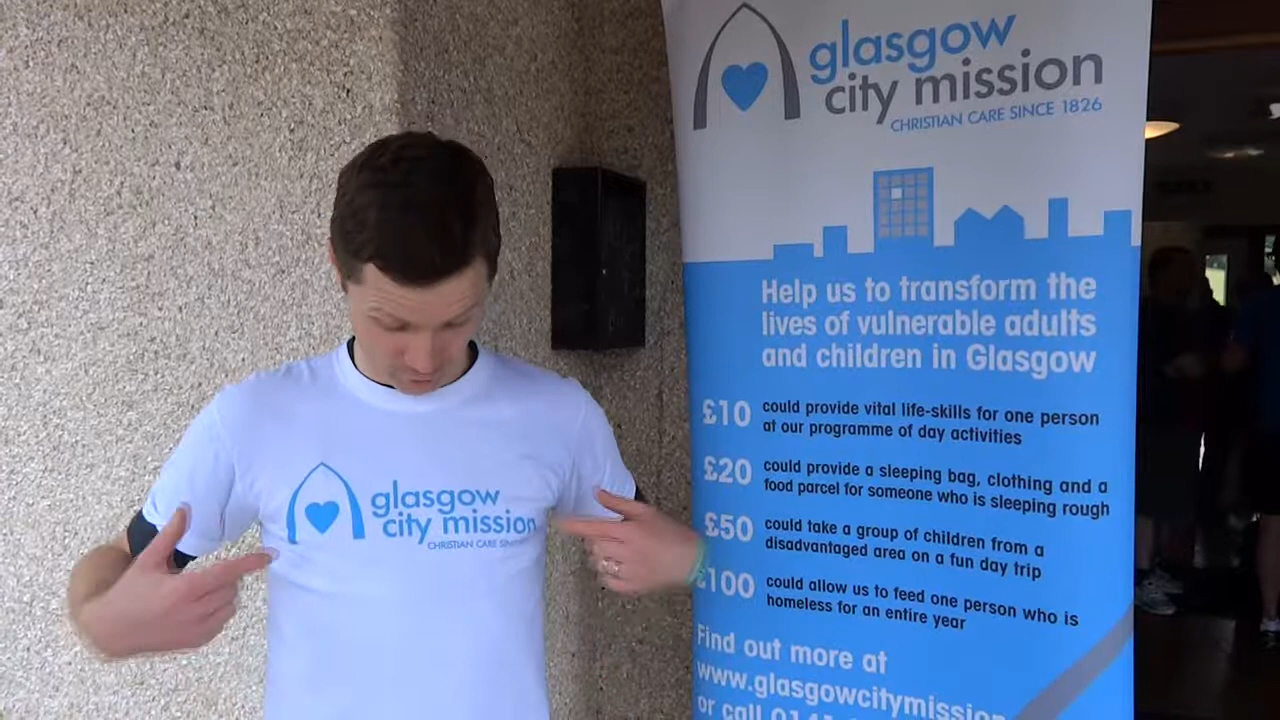 glasgow
city mission
CHRISTIAN CARE SINCE 1826
Help us to transform the
lives of vulnerable adults
and children in Glasgow
£10 could provide vital life-skills for one person
at our programme of day activities
£20 could provide a sleeping bag, clothing and a
food parcel for someone who is sleeping rough
£50 could take a group of children from a
disadvantaged area on a fun day trip
£100 could allow us to feed one person who is
homeless for an entire year
Find out more at
www.glasgowcitymission
or call
glasgow
city mission
CHRISTIAN CARE